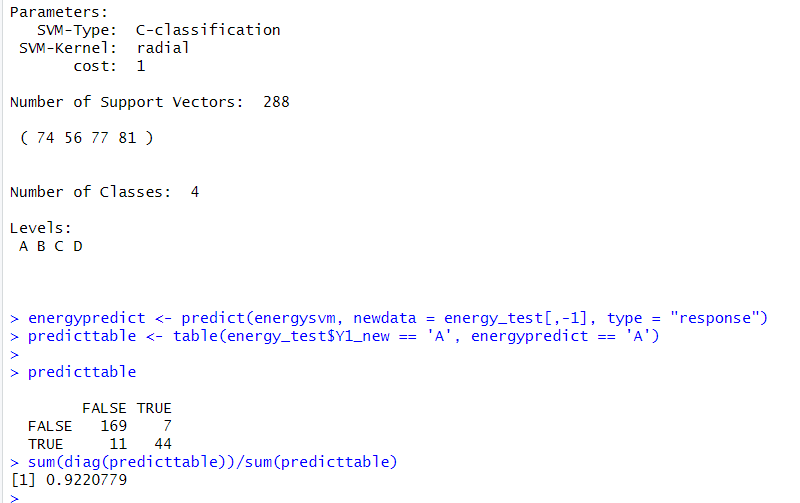 Parameters:
   SVM-Type:  C-classification
 SVM-Kernel:  radial
       cost:  1

Number of Support Vectors:  288

 ( 74 56 77 81 )


Number of Classes:  4

Levels:
 A B C D



> energypredict <- predict(energysvm, newdata = energy_test[,-1], type = "response")
> predicttable <- table(energy_test$Y1_new == 'A', energypredict == 'A')
>
> predicttable

        FALSE TRUE
  FALSE   169    7
  TRUE     11   44
> sum(diag(predicttable))/sum(predicttable)
[1] 0.9220779
>